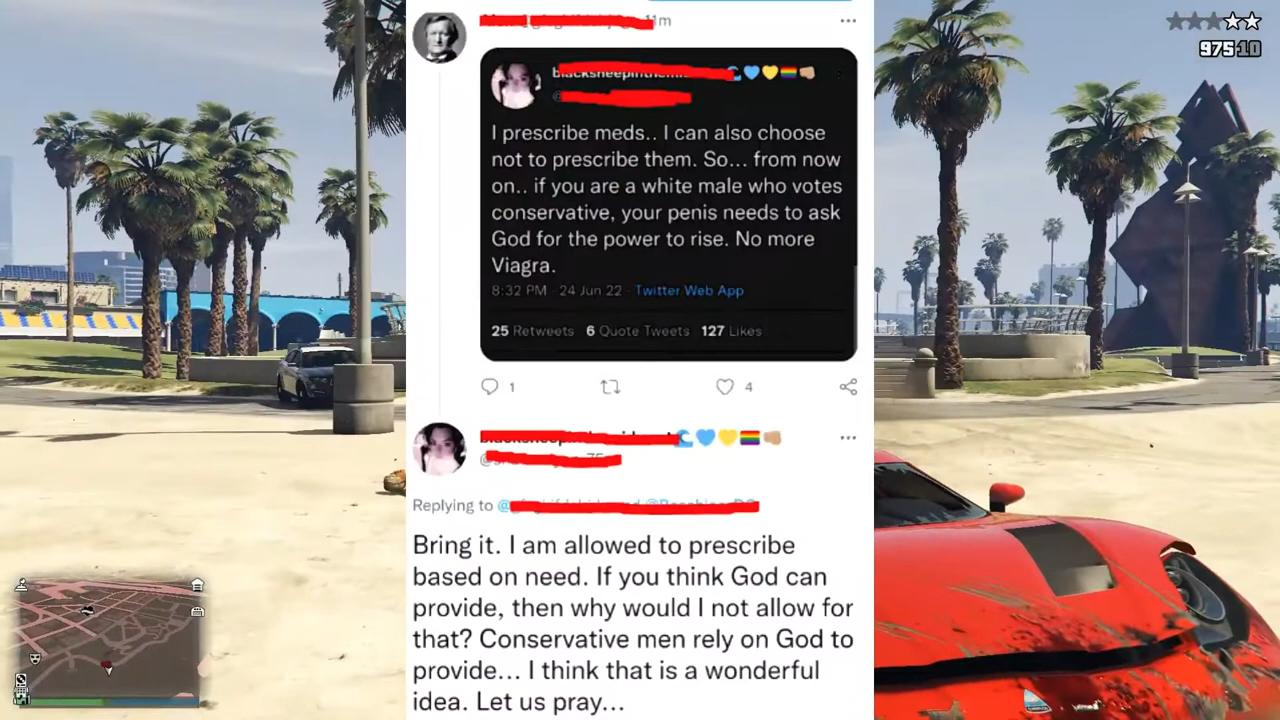 11m
I prescribe meds.. I can also choose
not to prescribe them. So... from now
on.. if you are a white male who votes
conservative, your penis needs to ask
God for the power to rise. No more
Viagra.
8:32 PM · 24 Jun 22 · Twitter Web App
25 Retweets 6 Quote Tweets 127 Likes
1 4
Replying to @
Bring it. I am allowed to prescribe
based on need. If you think God can
provide, then why would I not allow for
that? Conservative men rely on God to
provide... I think that is a wonderful
idea. Let us pray...
975:10